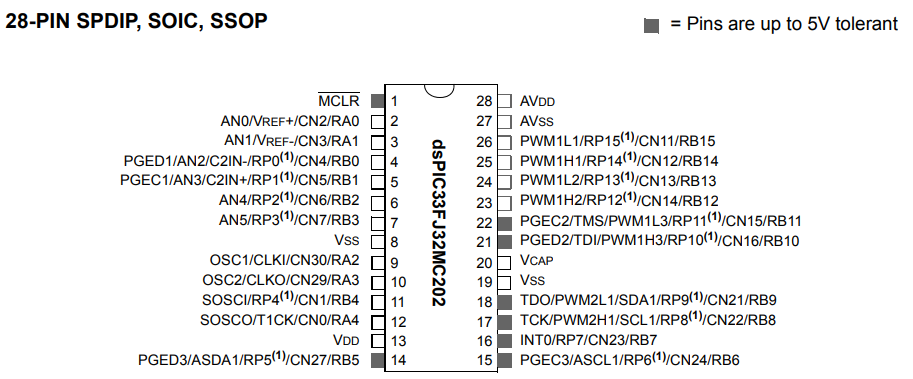 28-PIN SPDIP, SOIC, SSOP
= Pins are up to 5V tolerant
MCLR 1 28 AVDD
AN0/VREF+/CN2/RA0 2 27 AVSS
AN1/VREF-/CN3/RA1 3 26 PWM1L1/RP15(1)/CN11/RB15
PGED1/AN2/C2IN-/RP0(1)/CN4/RB0 4 25 PWM1H1/RP14(1)/CN12/RB14
PGEC1/AN3/C2IN+/RP1(1)/CN5/RB1 5 24 PWM1L2/RP13(1)/CN13/RB13
AN4/RP2(1)/CN6/RB2 6 23 PWM1H2/RP12(1)/CN14/RB12
AN5/RP3(1)/CN7/RB3 7 22 PGEC2/TMS/PWM1L3/RP11(1)/CN15/RB11
VSS 8 21 PGED2/TDI/PWM1H3/RP10(1)/CN16/RB10
OSC1/CLKI/CN30/RA2 9 20 VCAP
OSC2/CLKO/CN29/RA3 10 19 VSS
SOSCI/RP4(1)/CN1/RB4 11 18 TDO/PWM2L1/SDA1/RP9(1)/CN21/RB9
SOSCO/T1CK/CN0/RA4 12 17 TCK/PWM2H1/SCL1/RP8(1)/CN22/RB8
VDD 13 16 INT0/RP7/CN23/RB7
PGED3/ASDA1/RP5(1)/CN27/RB5 14 15 PGEC3/ASCL1/RP6(1)/CN24/RB6
dsPIC33FJ32MC202